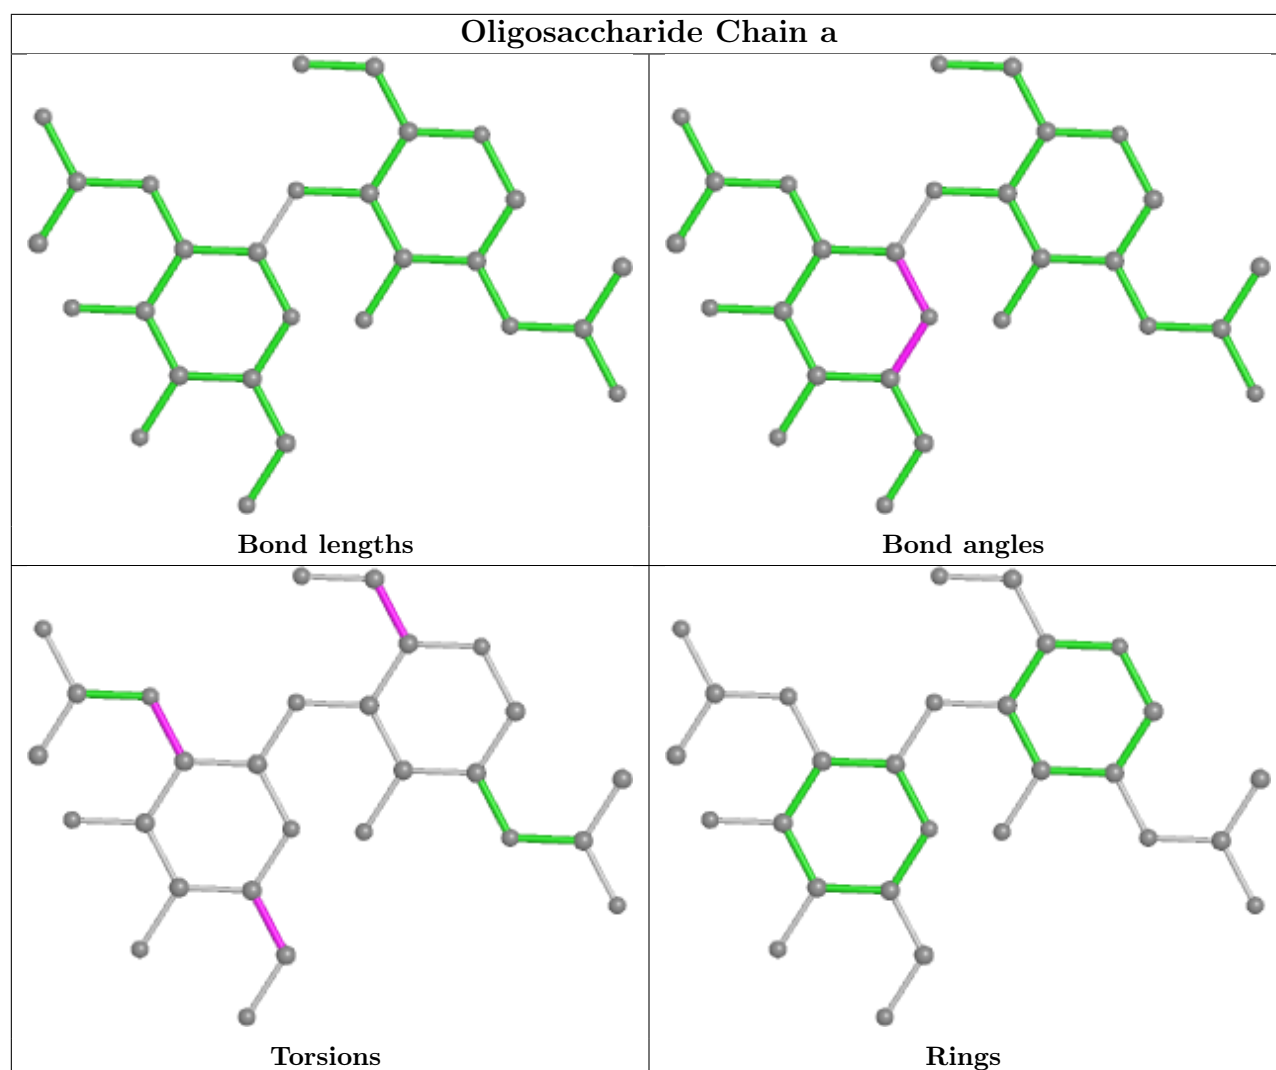 Oligosaccharide Chain a
Bond lengths
Bond angles
Torsions
Rings